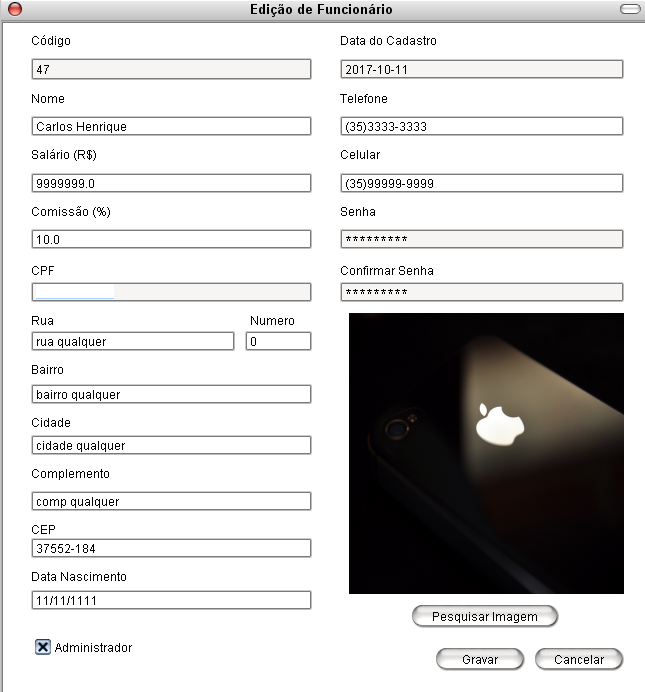 Edição de Funcionário
Código
47
Data do Cadastro
2017-10-11
Nome
Carlos Henrique
Telefone
(35)3333-3333
Salário (R$)
9999999.0
Celular
(35)99999-9999
Comissão (%)
10.0
Senha
*********
CPF
Confirmar Senha
*********
Rua
rua qualquer
Numero
0
Bairro
bairro qualquer
Cidade
cidade qualquer
Complemento
comp qualquer
CEP
37552-184
Data Nascimento
11/11/1111
Administrador
Pesquisar Imagem
Gravar
Cancelar